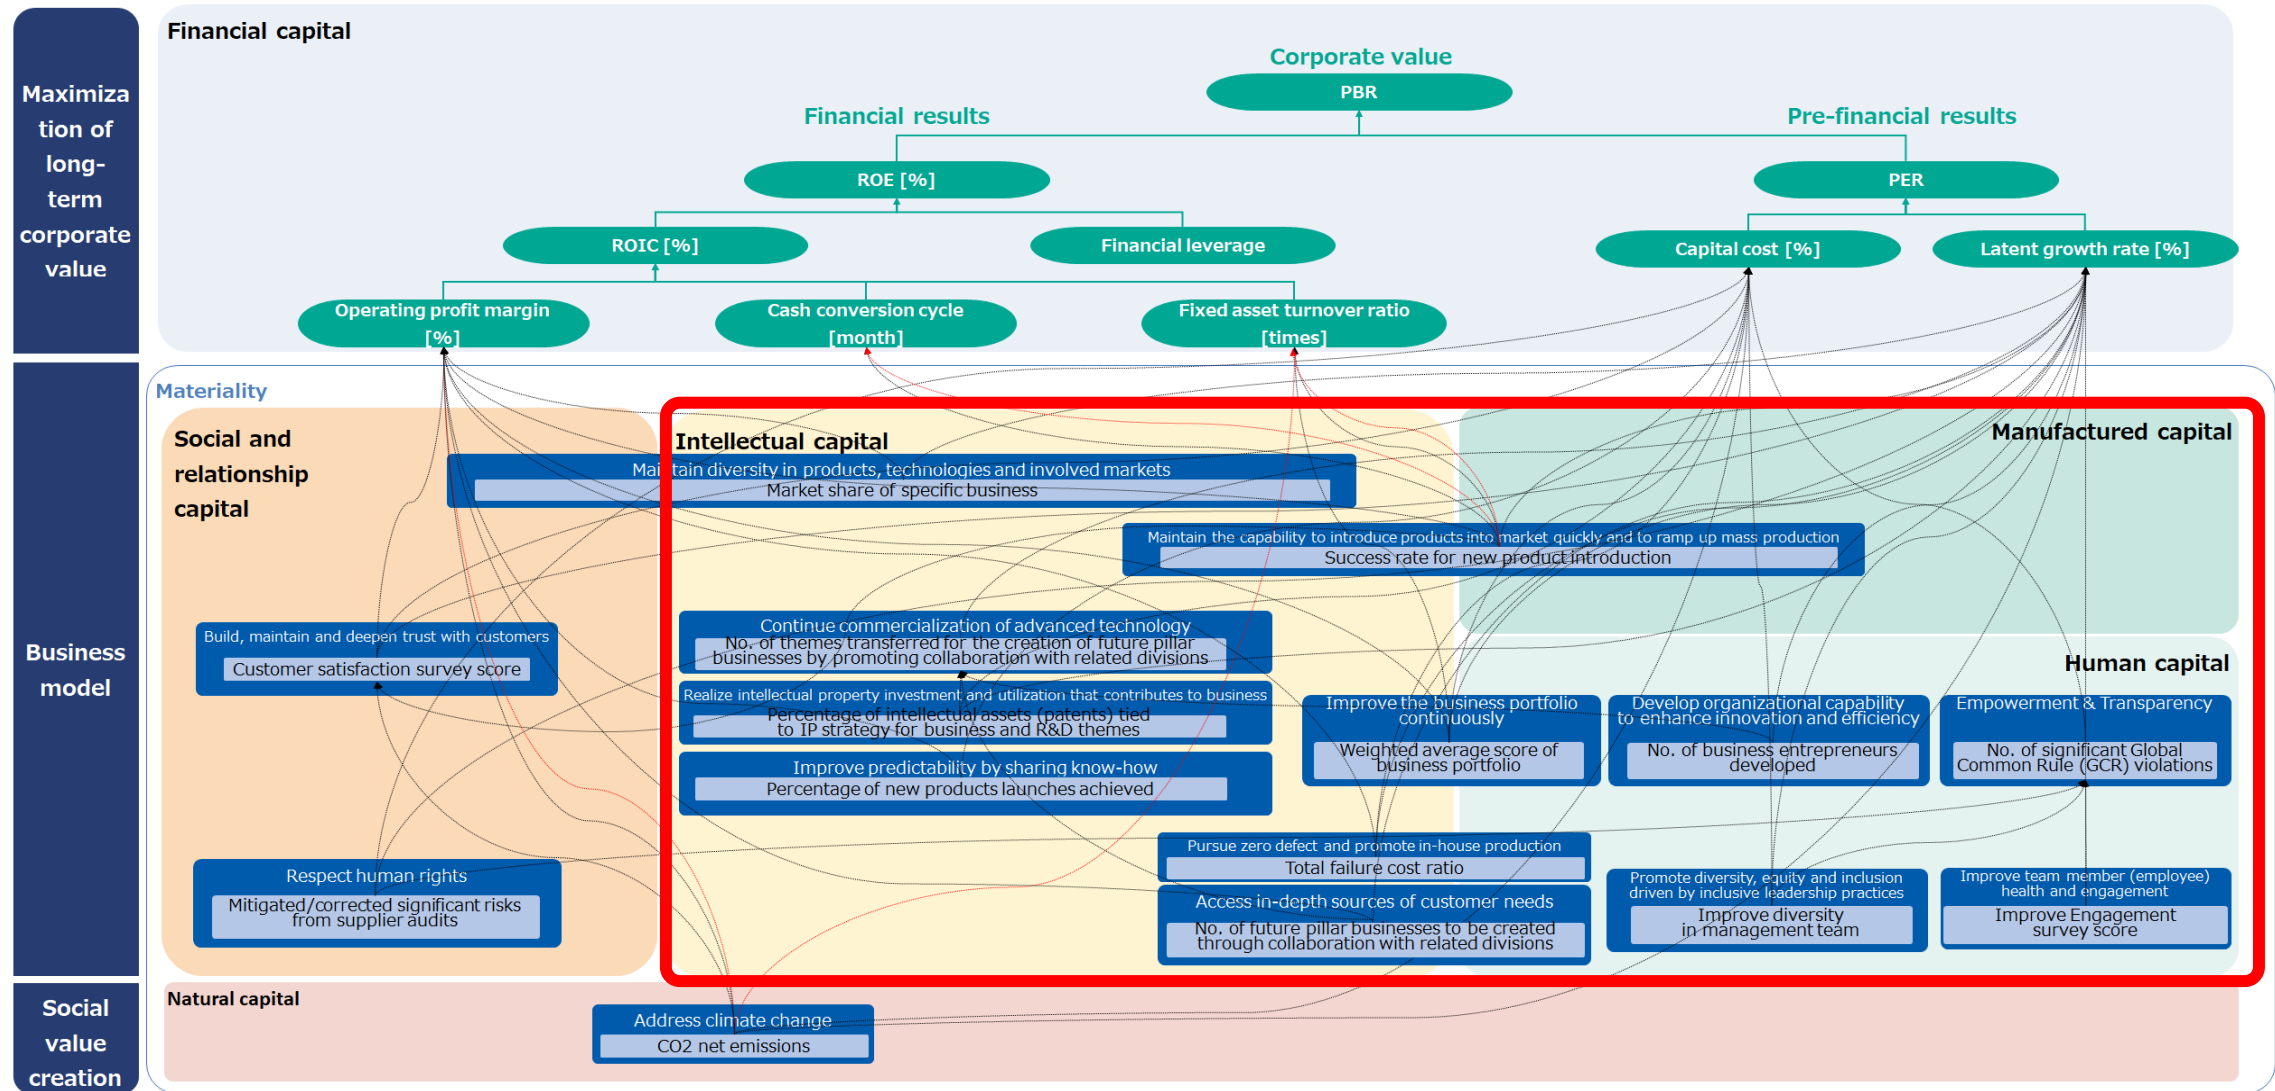 Maximiza
tion of
long-
term
corporate
value
Financial capital
Corporate value
PBR
Financial results
Pre-financial results
ROE [%]
PER
ROIC [%]
Financial leverage
Capital cost [%]
Latent growth rate [%]
Operating profit margin
[%]
Cash conversion cycle
[month]
Fixed asset turnover ratio
[times]
Business
model
Materiality
Social and
relationship
capital
Intellectual capital
Manufactured capital
Maintain diversity in products, technologies and involved markets
Market share of specific business
Maintain the capability to introduce products into market quickly and to ramp up mass production
Success rate for new product introduction
Build, maintain and deepen trust with customers
Customer satisfaction survey score
Continue commercialization of advanced technology
No. of themes transferred for the creation of future pillar
businesses by promoting collaboration with related divisions
Realize intellectual property investment and utilization that contributes to business
Percentage of intellectual assets (patents) tied
to IP strategy for business and R&D themes
Improve predictability by sharing know-how
Percentage of new products launches achieved
Human capital
Improve the business portfolio
continuously
Weighted average score of
business portfolio
Develop organizational capability
to enhance innovation and efficiency
No. of business entrepreneurs
developed
Empowerment & Transparency
No. of significant Global
Common Rule (GCR) violations
Respect human rights
Mitigated/corrected significant risks
from supplier audits
Pursue zero defect and promote in-house production
Total failure cost ratio
Access in-depth sources of customer needs
No. of future pillar businesses to be created
through collaboration with related divisions
Promote diversity, equity and inclusion
driven by inclusive leadership practices
Improve diversity
in management team
Improve team member (employee)
health and engagement
Improve Engagement
survey score
Social
value
creation
Natural capital
Address climate change
CO2 net emissions